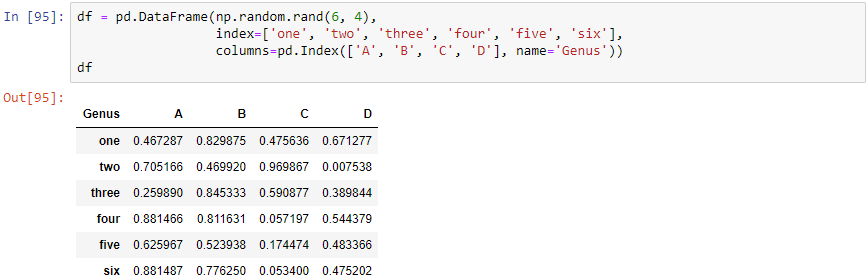 In [95]: df = pd.DataFrame(np.random.rand(6, 4),
index=['one', 'two', 'three', 'four', 'five', 'six'],
columns=pd.Index(['A', 'B', 'C', 'D'], name='Genus'))
df
Out[95]:
Genus A B C D
one 0.467287 0.829875 0.475636 0.671277
two 0.705166 0.469920 0.969867 0.007538
three 0.259890 0.845333 0.590877 0.389844
four 0.881466 0.811631 0.057197 0.544379
five 0.625967 0.523938 0.174474 0.483366
six 0.881487 0.776250 0.053400 0.475202